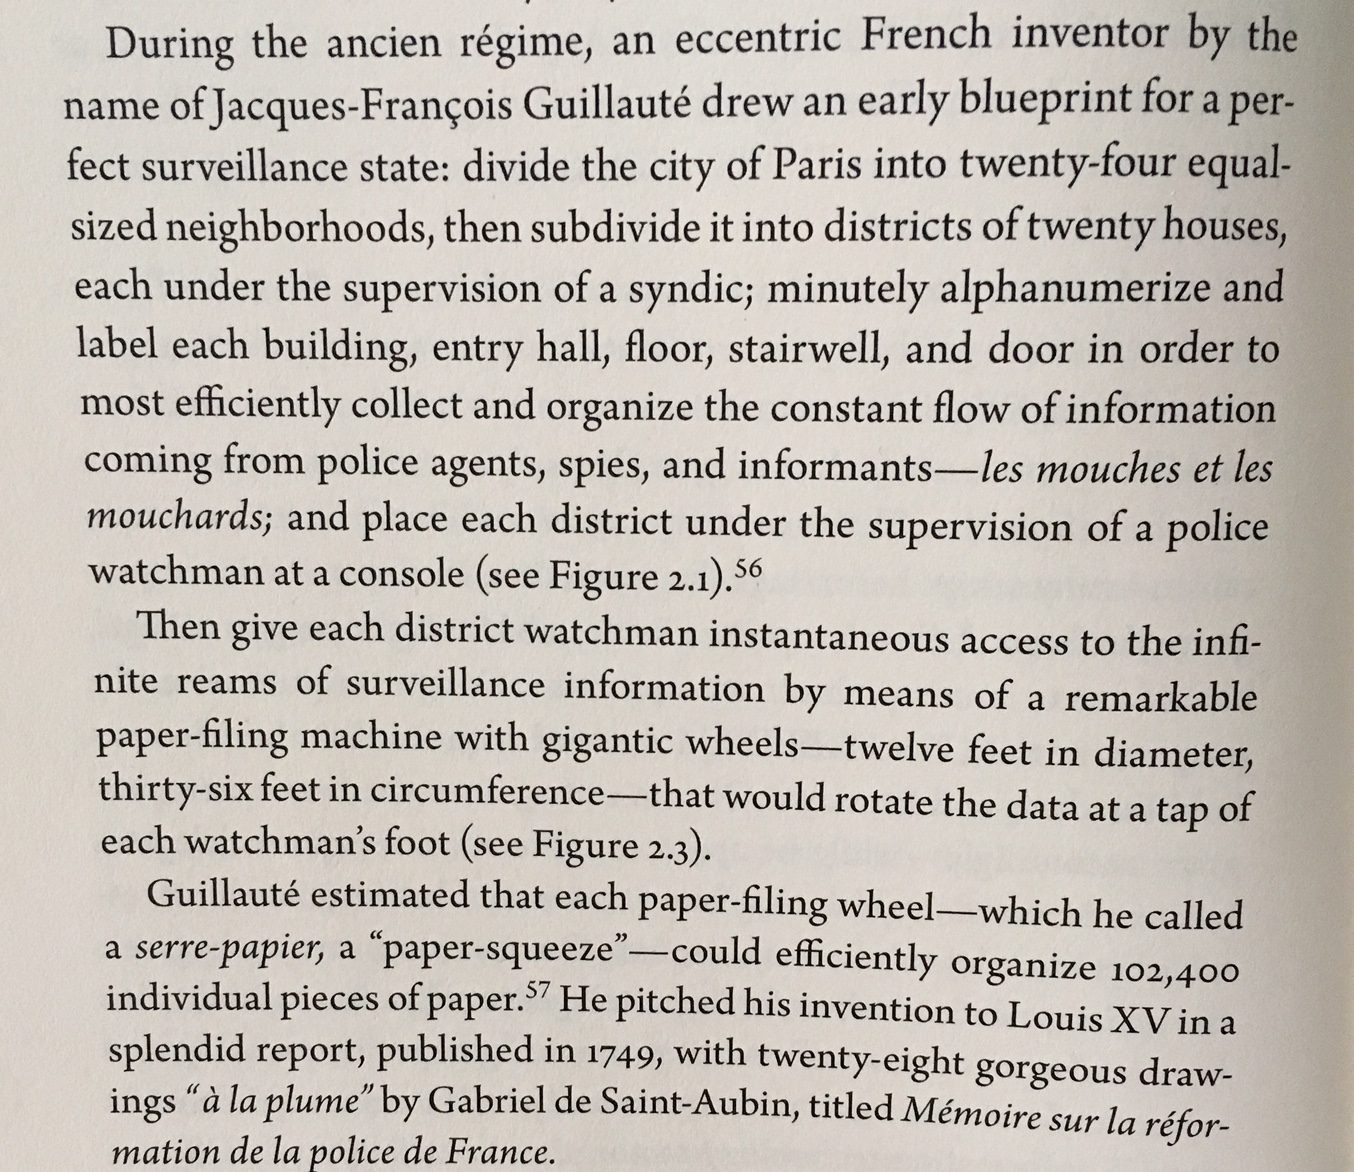 During the ancien régime, an eccentric French inventor by the
name of Jacques-François Guillauté drew an early blueprint for a per-
fect surveillance state: divide the city of Paris into twenty-four equal-
sized neighborhoods, then subdivide it into districts of twenty houses,
each under the supervision of a syndic; minutely alphanumerize and
label each building, entry hall, floor, stairwell, and door in order to
most efficiently collect and organize the constant flow of information
coming from police agents, spies, and informants—les mouches et les
mouchards; and place each district under the supervision of a police
watchman at a console (see Figure 2.1).56
Then give each district watchman instantaneous access to the infi-
nite reams of surveillance information by means of a remarkable
paper-filing machine with gigantic wheels—twelve feet in diameter,
thirty-six feet in circumference—that would rotate the data at a tap of
each watchman's foot (see Figure 2.3).
Guillauté estimated that each paper-filing wheel—which he called
a serre-papier, a “paper-squeeze”—could efficiently organize 102,400
individual pieces of paper.57 He pitched his invention to Louis XV in a
splendid report, published in 1749, with twenty-eight gorgeous draw-
ings “à la plume” by Gabriel de Saint-Aubin, titled Mémoire sur la réfor-
mation de la police de France.